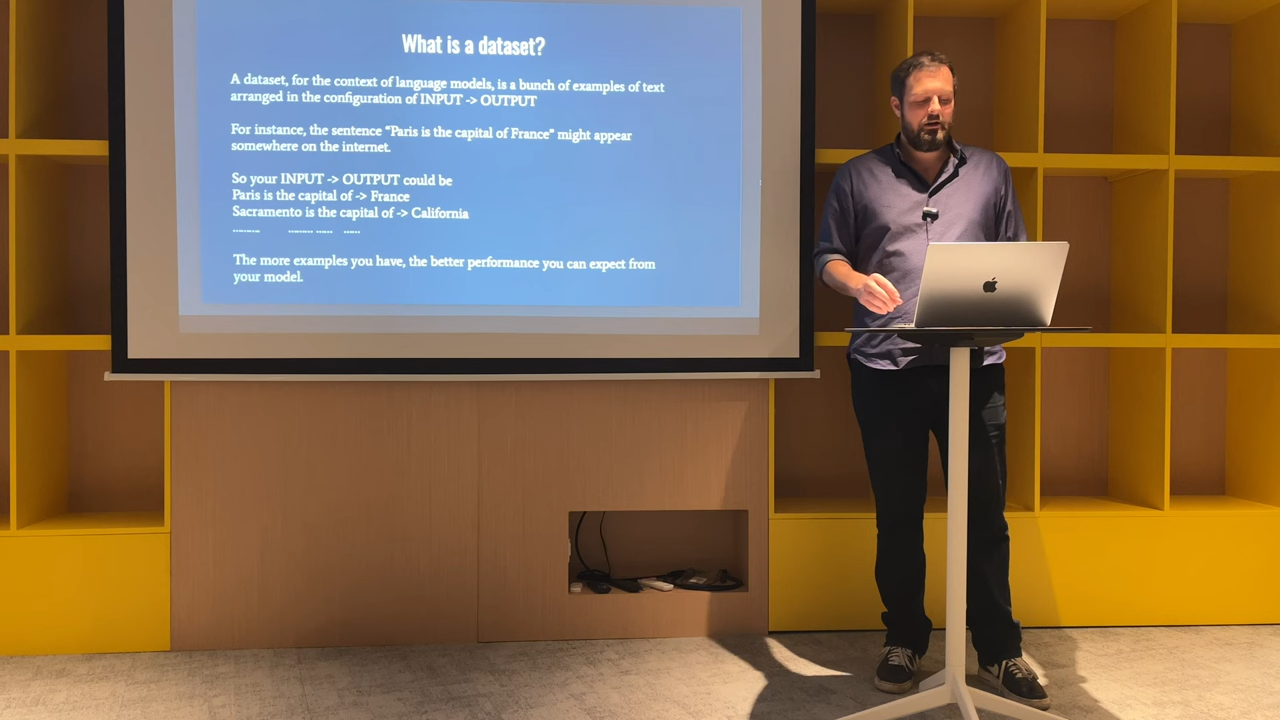 What is a dataset?
A dataset, for the context of language models, is a bunch of examples of text
arranged in the configuration of INPUT -> OUTPUT
For instance, the sentence “Paris is the capital of France” might appear
somewhere on the internet.
So your INPUT -> OUTPUT could be
Paris is the capital of -> France
Sacramento is the capital of -> California
......... ......... ...... ......
The more examples you have, the better performance you can expect from
your model.